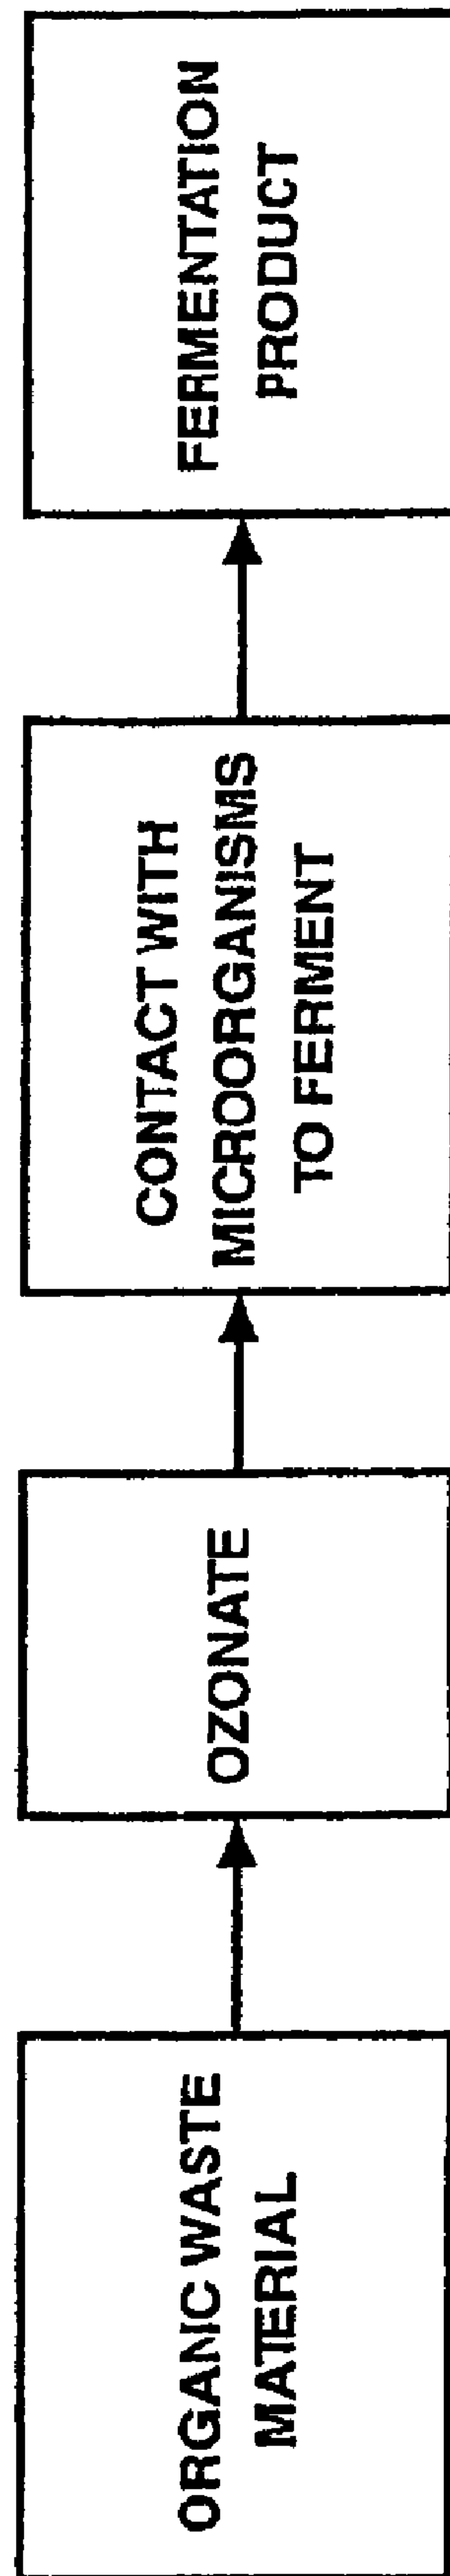 ORGANIC WASTE
MATERIAL
OZONATE
CONTACT WITH
MICROORGANISMS
TO FERMENT
FERMENTATION
PRODUCT